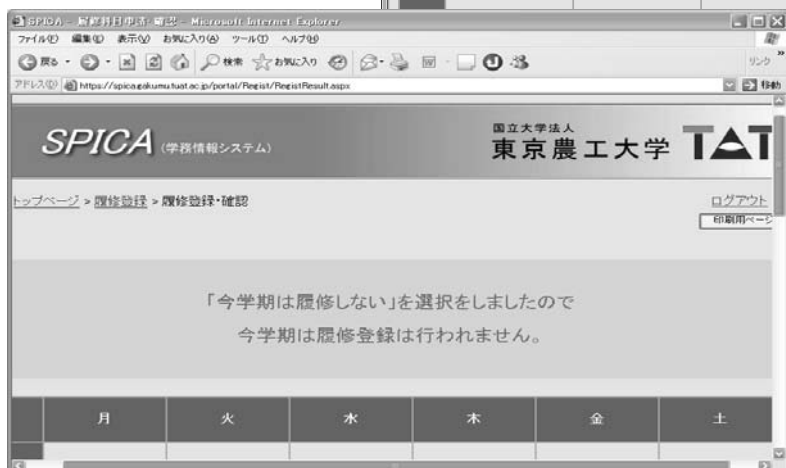 SPICA - 履修科目申請・確認 - Microsoft Internet Explorer
ファイル(F) 編集(E) 表示(V) お気に入り(A) ツール(T) ヘルプ(H)
戻る 検索 お気に入り リンク »
アドレス(D) https://spica.gakumu.tuat.ac.jp/portal/Regist/RegistResult.aspx 移動
SPICA (学務情報システム) 国立大学法人
東京農工大学 TAT
トップページ > 履修登録 > 履修登録・確認 ログアウト
印刷用ページ
「今学期は履修しない」を選択をしましたので
今学期は履修登録は行われません。
月 火 水 木 金 土